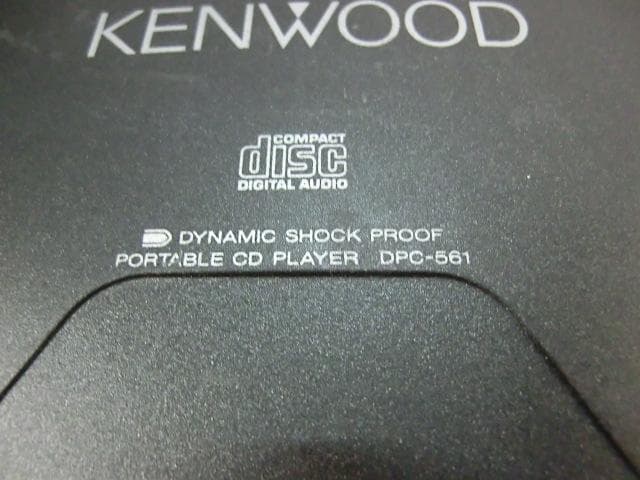 KENWOOD
COMPACT
disc
DIGITAL AUDIO
DYNAMIC SHOCK PROOF
PORTABLE CD PLAYER DPC-561